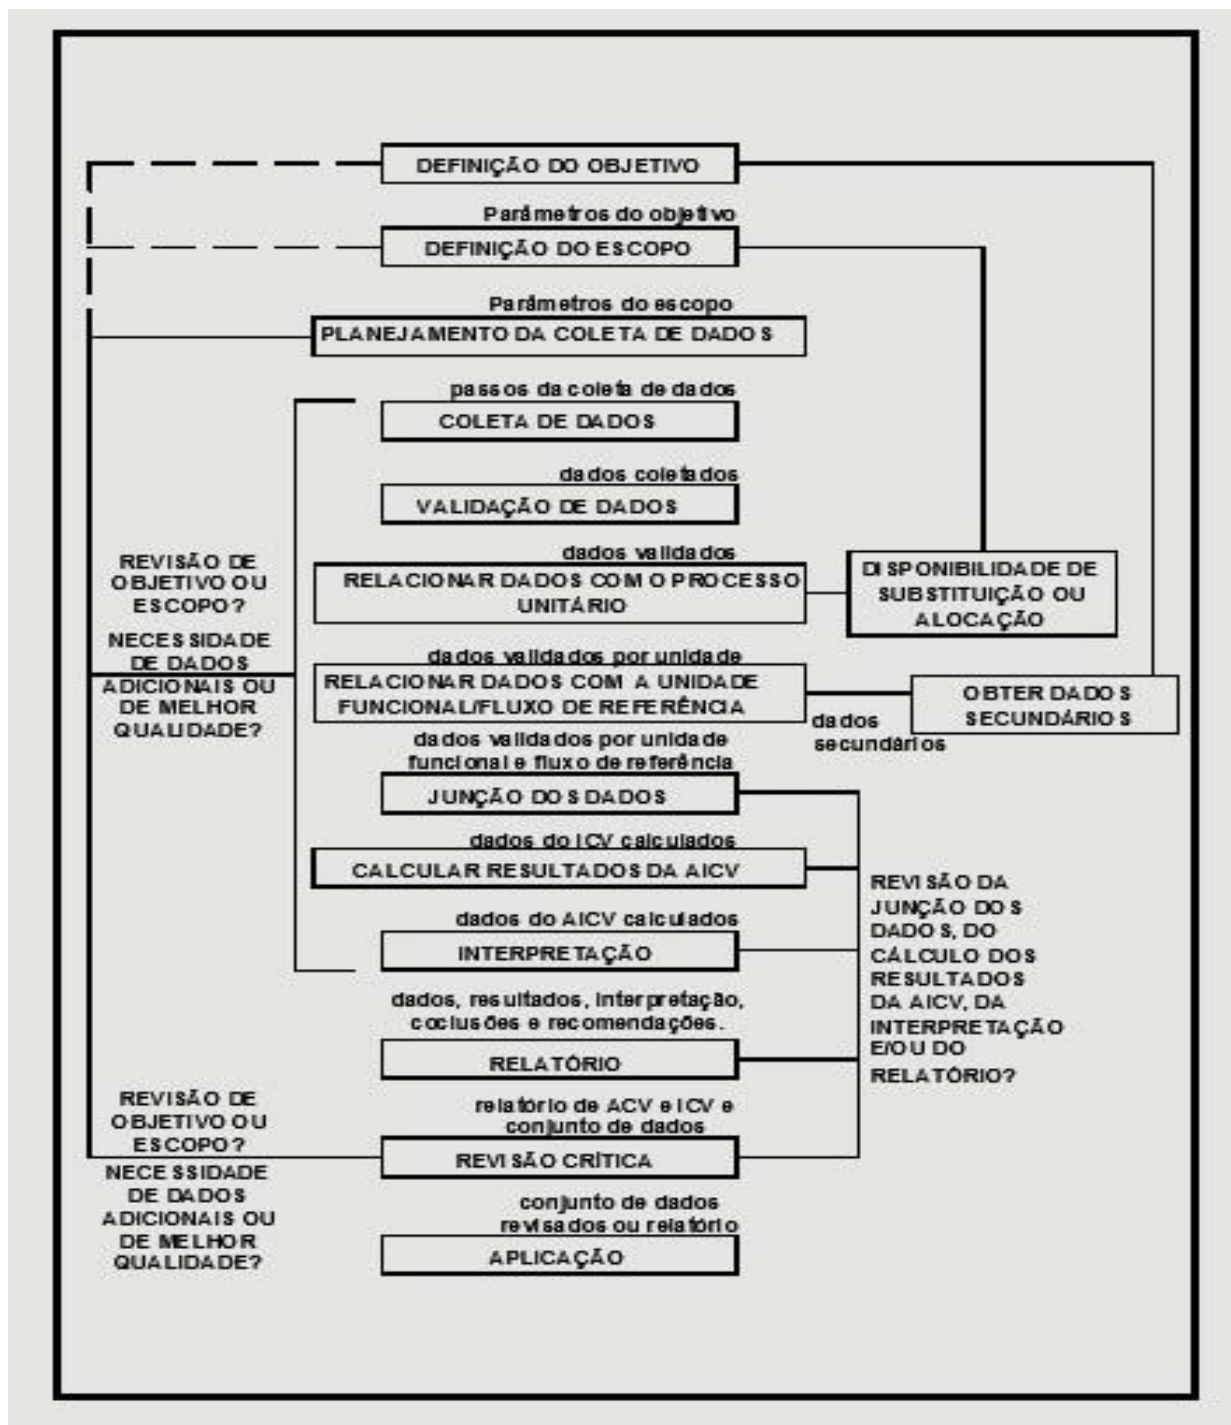 DEFINIÇÃO DO OBJETIVO
Parâmetros do objetivo
DEFINIÇÃO DO ESCOPO
Parâmetros do escopo
PLANEJAMENTO DA COLETA DE DADOS
passos da coleta de dados
COLETA DE DADOS
dados coletados
VALIDAÇÃO DE DADOS
dados validados
RELACIONAR DADOS COM O PROCESSO
UNITÁRIO
DISPONIBILIDADE DE
SUBSTITUIÇÃO OU
ALOCAÇÃO
REVISÃO DE
OBJETIVO OU
ESCOPO?
NECESSIDADE
DE DADOS
ADICIONAIS OU
DE MELHOR
QUALIDADE?
dados validados por unidade
RELACIONAR DADOS COM A UNIDADE
FUNCIONAL/FLUXO DE REFERÊNCIA
OBTER DADOS
SECUNDÁRIOS
dados
secundários
dados validados por unidade
funcional e fluxo de referência
JUNÇÃO DOS DADOS
dados do ICV calculados
CALCULAR RESULTADOS DA AICV
dados do AICV calculados
INTERPRETAÇÃO
REVISÃO DA
JUNÇÃO DOS
DADOS, DO
CÁLCULO DOS
RESULTADOS
DA AICV, DA
INTERPRETAÇÃO
E/OU DO
RELATÓRIO?
dados, resultados, interpretação,
coclusões e recomendações.
RELATÓRIO
relatório de ACV e ICV e
conjunto de dados
REVISÃO CRÍTICA
REVISÃO DE
OBJETIVO OU
ESCOPO?
NECESSIDADE
DE DADOS
ADICIONAIS OU
DE MELHOR
QUALIDADE?
conjunto de dados
revisados ou relatório
APLICAÇÃO